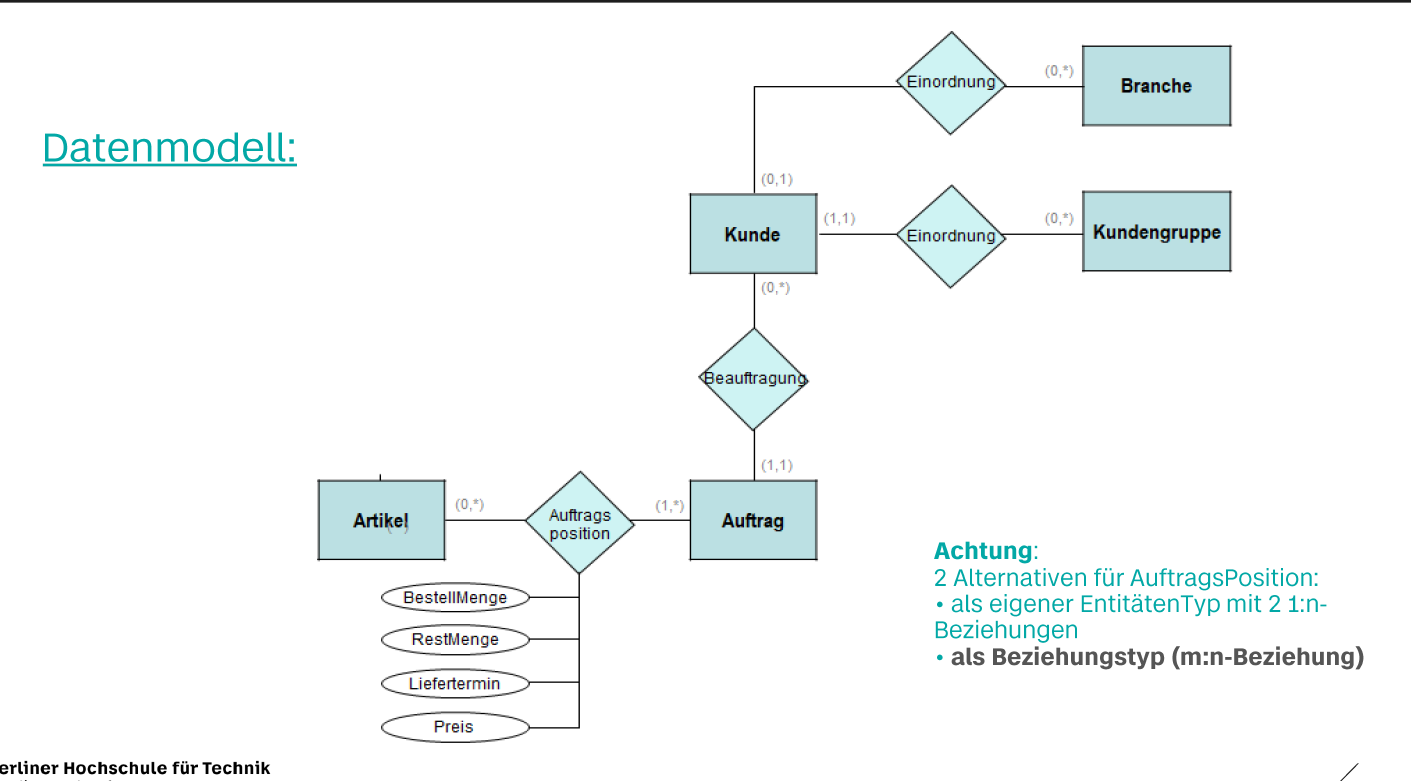 Datenmodell:
Einordnung
(0,*)
Branche
(0,1)
Kunde
(1,1)
Einordnung
(0,*)
Kundengruppe
(0,*)
Beauftragung
(1,1)
Artikel
(0,*)
Auftrags
position
(1,*)
Auftrag
BestellMenge
RestMenge
Liefertermin
Preis
Achtung:
2 Alternativen für AuftragsPosition:
• als eigener EntitätenTyp mit 2 1:n-
Beziehungen
• als Beziehungstyp (m:n-Beziehung)
erliner Hochschule für Technik